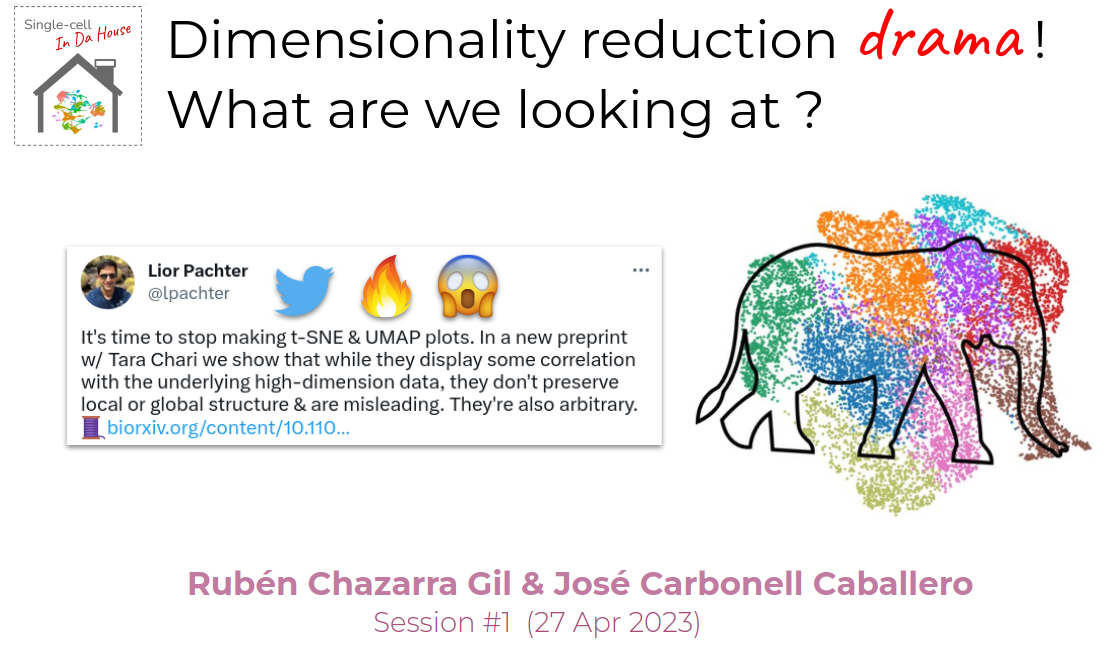 Single-cell
In Da House
Dimensionality reduction drama!
What are we looking at ?
Lior Pachter
@lpachter
It's time to stop making t-SNE & UMAP plots. In a new preprint
w/ Tara Chari we show that while they display some correlation
with the underlying high-dimension data, they don't preserve
local or global structure & are misleading. They're also arbitrary.
biorxiv.org/content/10.110...
Rubén Chazarra Gil & José Carbonell Caballero
Session #1 (27 Apr 2023)